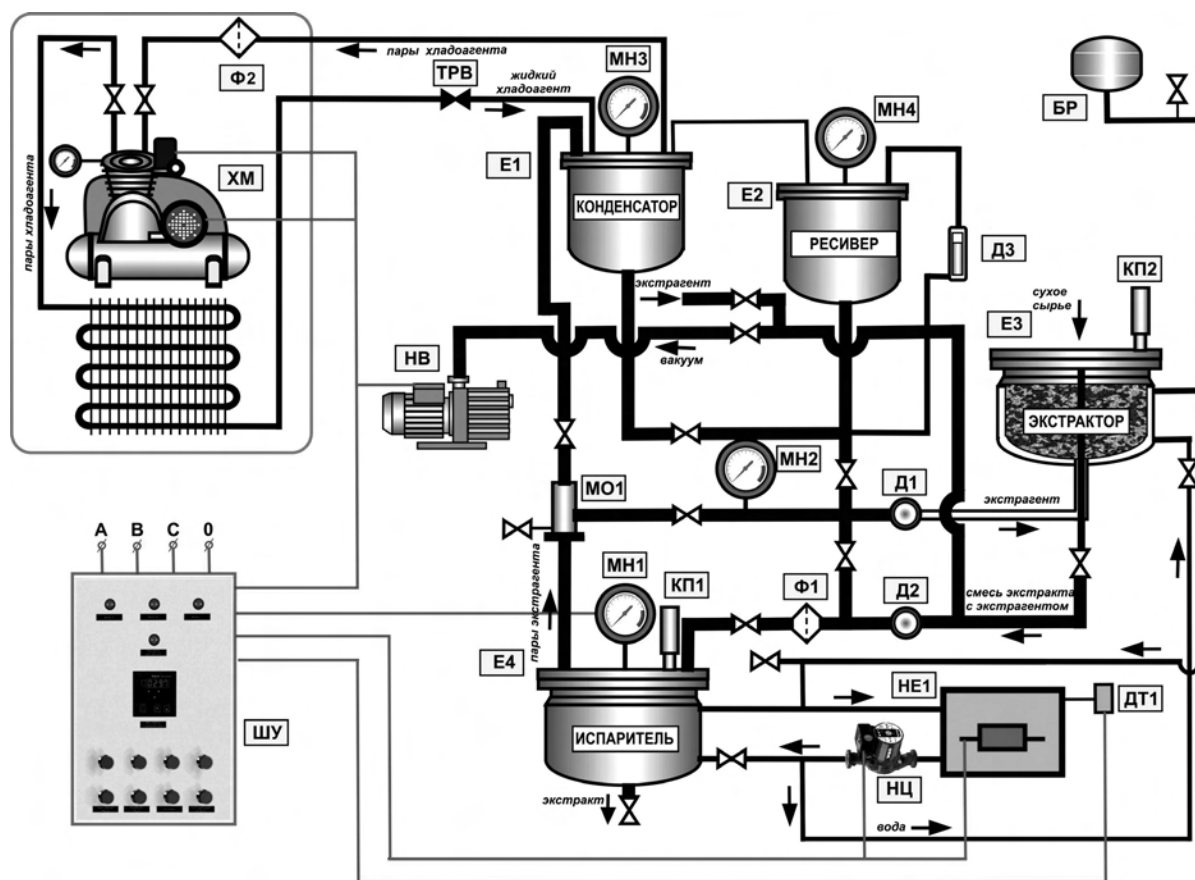 пары хладоагента
Ф2
ТРВ
жидкий
хладоагент
МН3
МН4
БР
Е1
ХМ
пары хладоагента
КОНДЕНСАТОР
Е2
РЕСИВЕР
Д3
КП2
экстрагент
сухое
сырье
Е3
НВ
вакуум
ЭКСТРАКТОР
МН2
МО1
Д1
экстрагент
A B C 0
МН1
КП1
Ф1
Д2
смесь экстракта
с экстрагентом
пары экстрагента
Е4
НЕ1
ДТ1
ШУ
ИСПАРИТЕЛЬ
НЦ
экстракт
вода